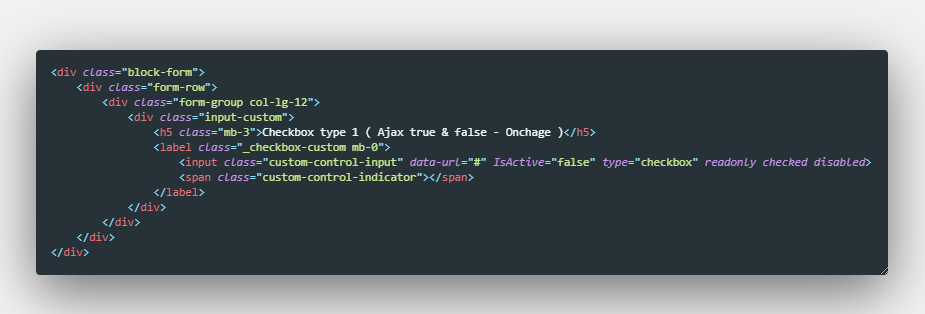 <div class="block-form">
<div class="form-row">
<div class="form-group col-lg-12">
<div class="input-custom">
<h5 class="mb-3">Checkbox type 1 ( Ajax true & false - Onchage )</h5>
<label class="_checkbox-custom mb-0">
<input class="custom-control-input" data-url="#" IsActive="false" type="checkbox" readonly checked disabled>
<span class="custom-control-indicator"></span>
</label>
</div>
</div>
</div>
</div>